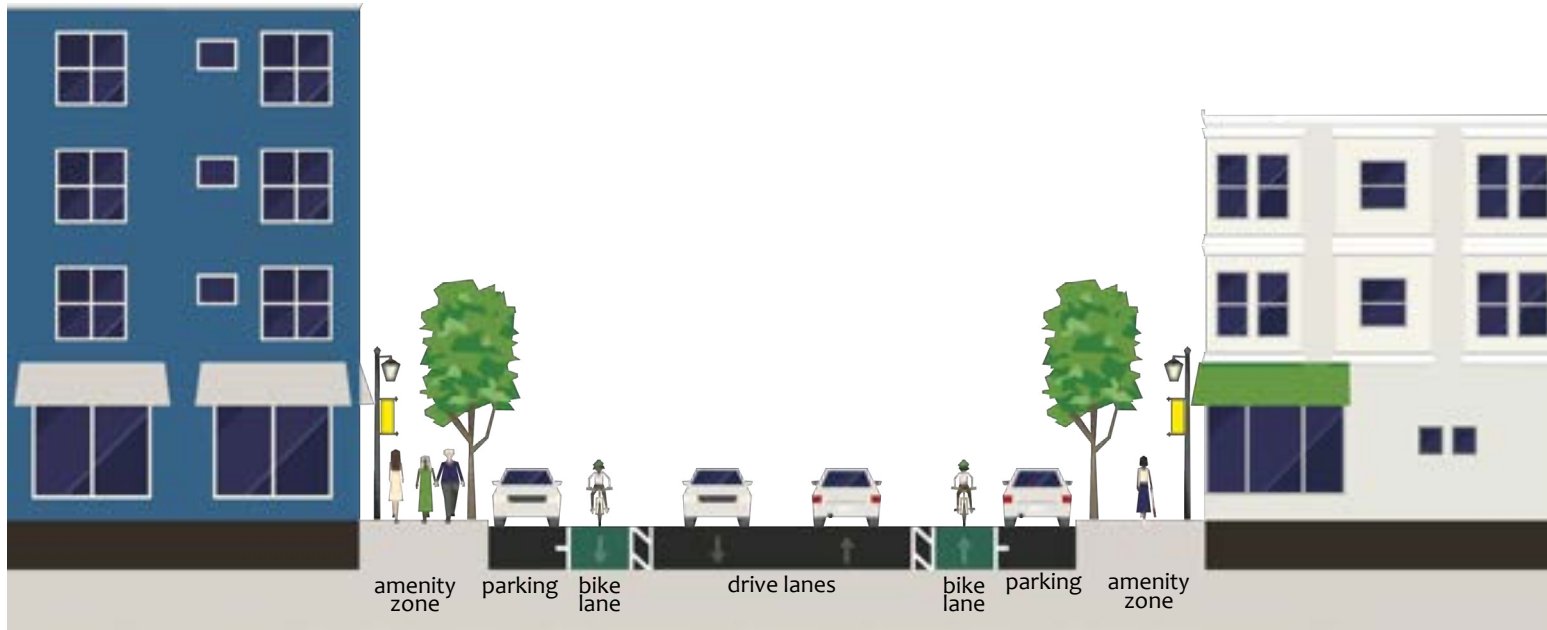 amenity
zone
parking
bike
lane
drive lanes
bike
lane
parking
amenity
zone